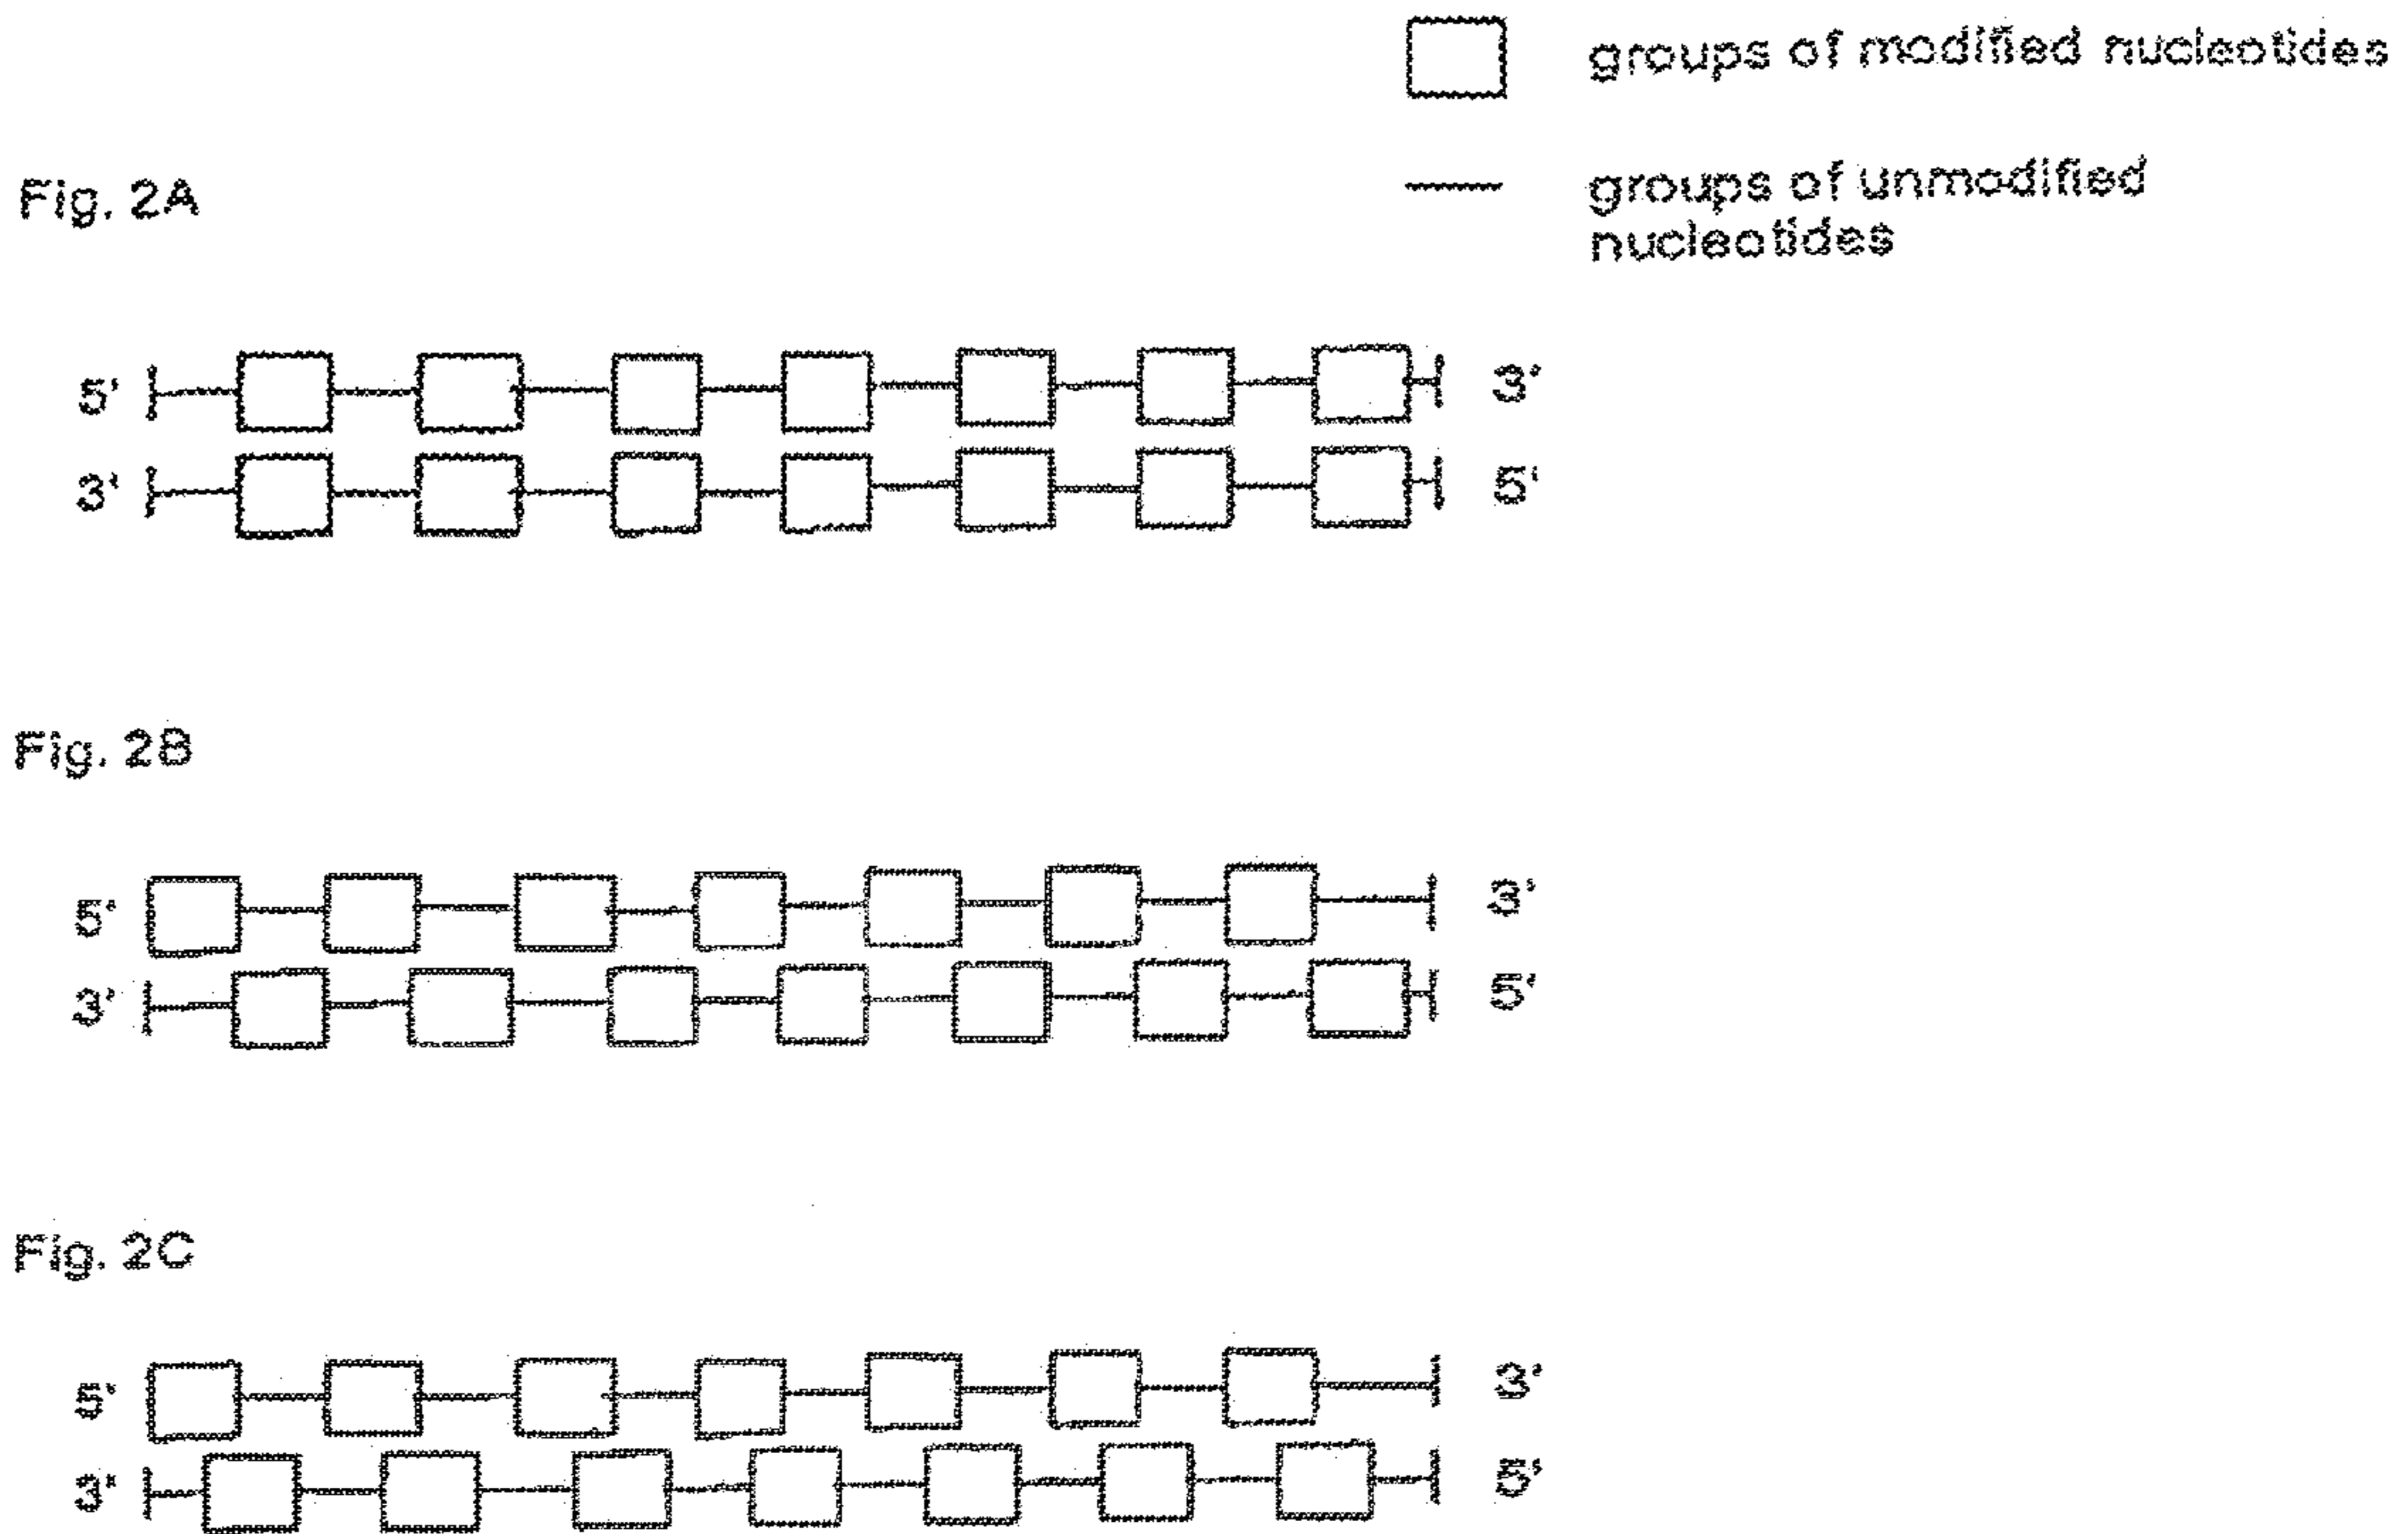 groups of modified nucleotides
Fig. 2A
groups of unmodified
nucleotides
5' 3'
3' 5'
Fig. 2B
5' 3'
3' 5'
Fig. 2C
5' 3'
3' 5'